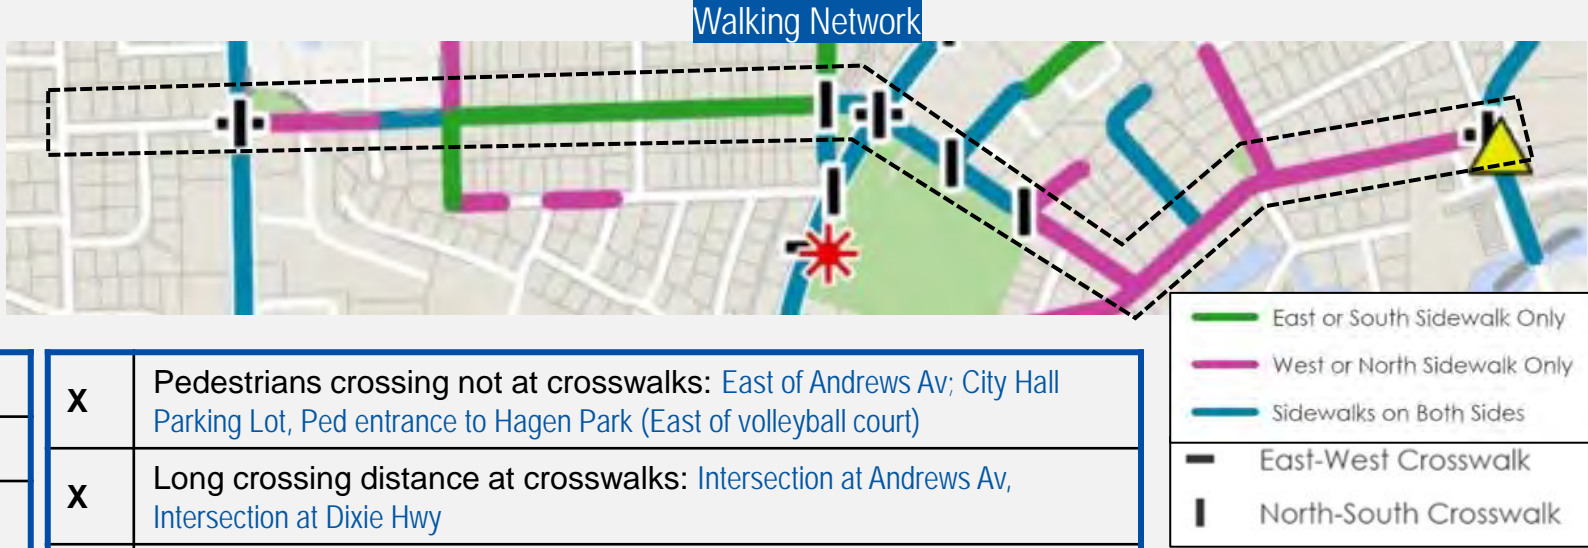 Walking Network
East or South Sidewalk Only
West or North Sidewalk Only
Sidewalks on Both Sides
East-West Crosswalk
North-South Crosswalk
X
Pedestrians crossing not at crosswalks: East of Andrews Av; City Hall
Parking Lot, Ped entrance to Hagen Park (East of volleyball court)
X
Long crossing distance at crosswalks: Intersection at Andrews Av,
Intersection at Dixie Hwy